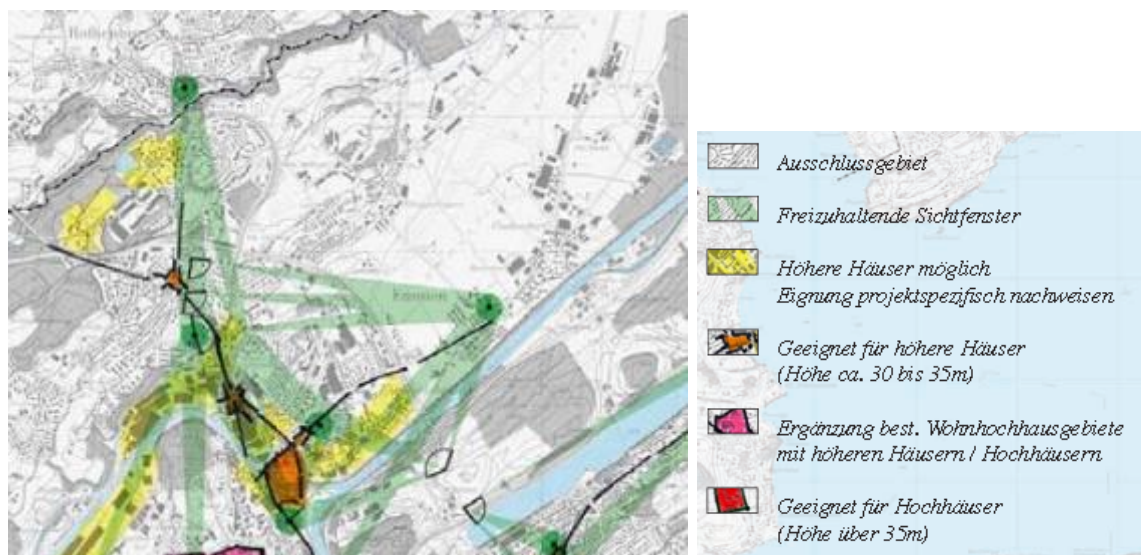 Emmen
Ausschlussgebiet
Freizuhaltende Sichtfenster
Höhere Häuser möglich
Eignung projektspezifisch nachweisen
Geeignet für höhere Häuser
(Höhe ca. 30 bis 35m)
Ergänzung best. Wohnhochhausgebiete
mit höheren Häusern / Hochhäusern
Geeignet für Hochhäuser
(Höhe über 35m)